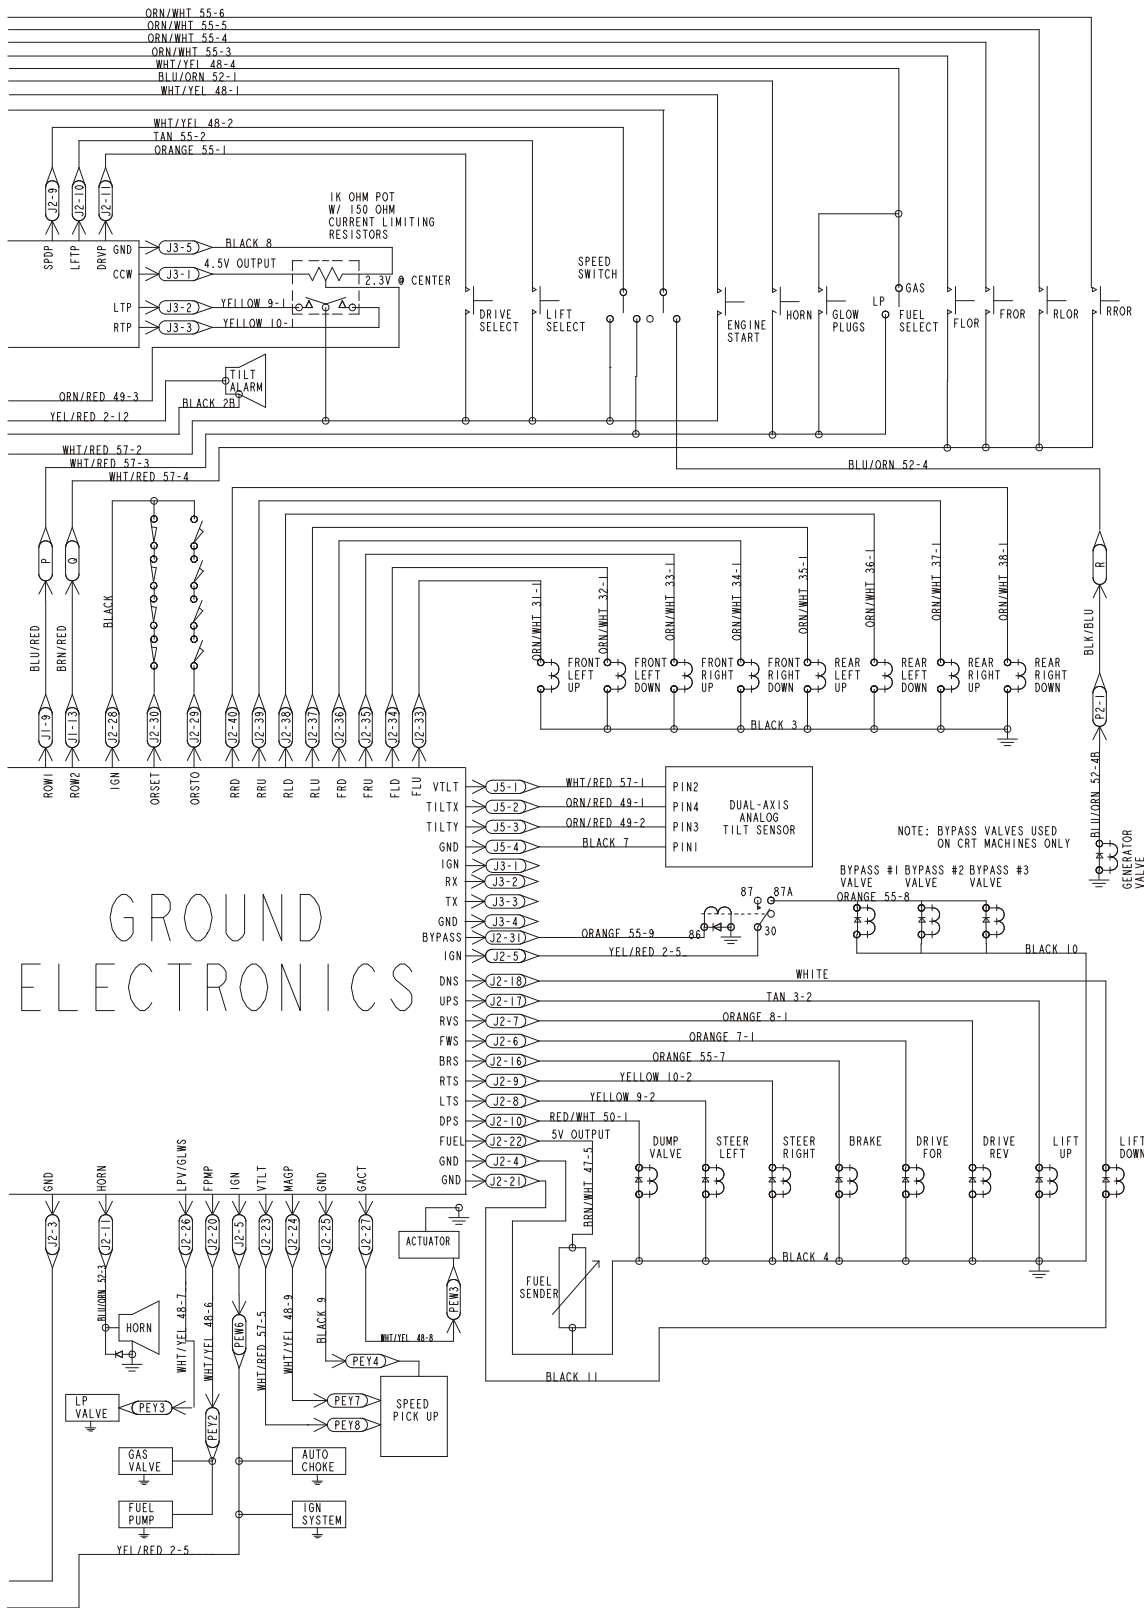 ORN/WHT 55-6
ORN/WHT 55-5
ORN/WHT 55-4
ORN/WHT 55-3
WHT/YEL 48-4
BLU/ORN 52-1
WHT/YEL 48-1
WHT/YEL 48-2
TAN 55-2
ORANGE 55-1
J2-9
J2-10
J2-11
SPDP
LFTP
DRVP
1K OHM POT
W/ 150 OHM
CURRENT LIMITING
RESISTORS
GND
J3-5
BLACK 8
CCW
J3-1
4.5V OUTPUT
2.3V @ CENTER
LTP
J3-2
YELLOW 9-1
RTP
J3-3
YELLOW 10-1
DRIVE
SELECT
LIFT
SELECT
SPEED
SWITCH
ENGINE
START
HORN
GLOW
PLUGS
LP
GAS
FUEL
SELECT
FLOR
FROR
RLOR
RROR
TILT
ALARM
ORN/RED 49-3
BLACK 2B
YEL/RED 2-12
WHT/RED 57-2
WHT/RED 57-3
WHT/RED 57-4
BLU/ORN 52-4
P
Q
R
BLU/RED
BRN/RED
BLACK
BLK/BLU
ORN/WHT 31-1
ORN/WHT 32-1
ORN/WHT 33-1
ORN/WHT 34-1
ORN/WHT 35-1
ORN/WHT 36-1
ORN/WHT 37-1
ORN/WHT 38-1
FRONT
LEFT
UP
FRONT
LEFT
DOWN
FRONT
RIGHT
UP
FRONT
RIGHT
DOWN
REAR
LEFT
UP
REAR
LEFT
DOWN
REAR
RIGHT
UP
REAR
RIGHT
DOWN
BLACK 3
J1-9
J1-13
J2-28
J2-30
J2-29
J2-40
J2-39
J2-38
J2-37
J2-36
J2-35
J2-34
J2-33
P2-1
ROW1
ROW2
IGN
ORSET
ORSTO
RRD
RRU
RLD
RLU
FRD
FRU
FLD
FLU
BLU/ORN 52-4B
GENERATOR
VALVE
VTLT
J5-1
WHT/RED 57-1
PIN2
TILTX
J5-2
ORN/RED 49-1
PIN4
TILTY
J5-3
ORN/RED 49-2
PIN3
GND
J5-4
BLACK 7
PIN1
DUAL-AXIS
ANALOG
TILT SENSOR
NOTE: BYPASS VALVES USED
ON CRT MACHINES ONLY
BYPASS #1
VALVE
BYPASS #2
VALVE
BYPASS #3
VALVE
IGN
J3-1
RX
J3-2
TX
J3-3
GND
J3-4
BYPASS
J2-31
ORANGE 55-9
86
87
87A
30
ORANGE 55-8
BLACK 10
IGN
J2-5
YEL/RED 2-5
GROUND
ELECTRONICS
DNS
J2-18
WHITE
UPS
J2-17
TAN 3-2
RVS
J2-7
ORANGE 8-1
FWS
J2-6
ORANGE 7-1
BRS
J2-16
ORANGE 55-7
RTS
J2-9
YELLOW 10-2
LTS
J2-8
YELLOW 9-2
DPS
J2-10
RED/WHT 50-1
FUEL
J2-22
5V OUTPUT
GND
J2-4
GND
J2-21
BRN/WHT 47-5
DUMP
VALVE
STEER
LEFT
STEER
RIGHT
BRAKE
DRIVE
FOR
DRIVE
REV
LIFT
UP
LIFT
DOWN
BLACK 4
FUEL
SENDER
BLACK 11
GND
HORN
LPV/GLWS
FPMP
IGN
VTLT
MAGP
GND
GACT
J2-3
J2-11
J2-26
J2-20
J2-5
J2-23
J2-24
J2-25
J2-27
ACTUATOR
PEW3
BLU/ORN 52-3
HORN
WHT/YEL 48-7
WHT/YEL 48-6
PEW6
WHT/RED 57-5
WHT/YEL 48-9
BLACK 9
WHT/YEL 48-8
PEY4
LP
VALVE
PEY3
PEY2
PEY7
PEY8
SPEED
PICK UP
GAS
VALVE
AUTO
CHOKE
FUEL
PUMP
IGN
SYSTEM
YEL/RED 2-5